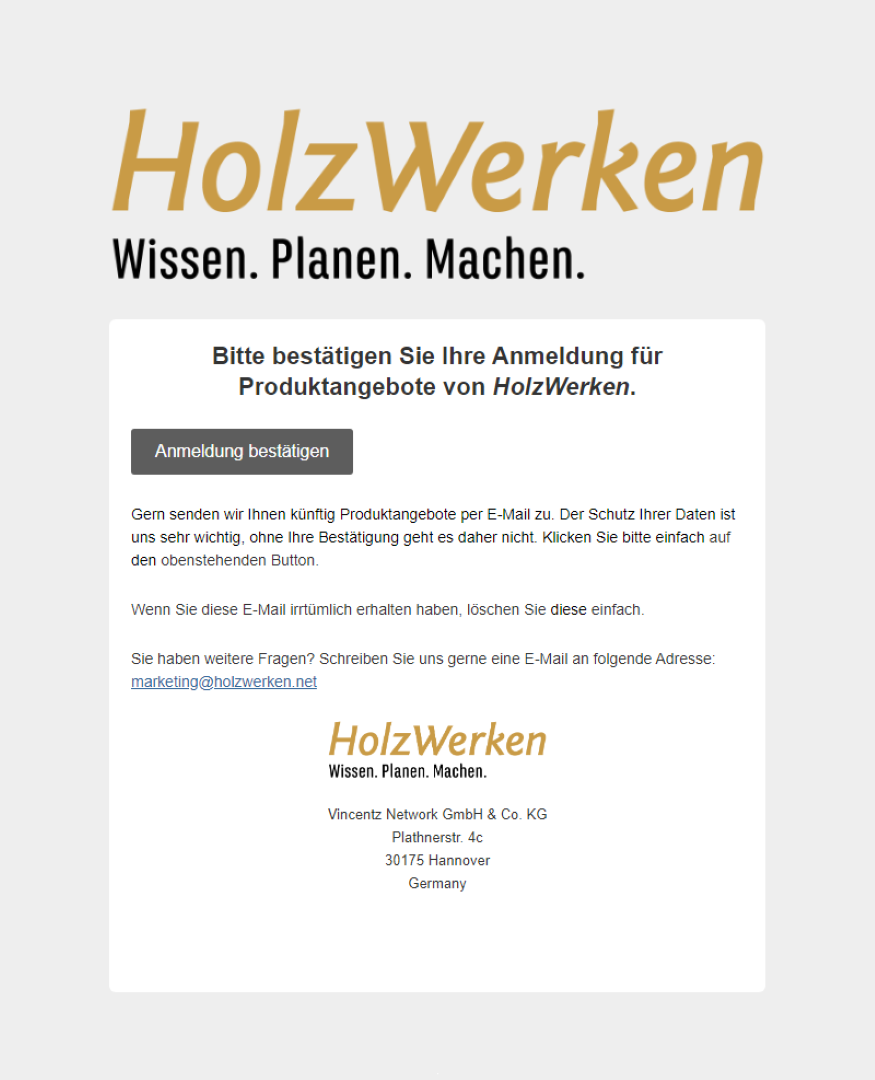 HolzWerken
Wissen. Planen. Machen.
Bitte bestätigen Sie Ihre Anmeldung für
Produktangebote von HolzWerken.
Anmeldung bestätigen
Gern senden wir Ihnen künftig Produktangebote per E-Mail zu. Der Schutz Ihrer Daten ist
uns sehr wichtig, ohne Ihre Bestätigung geht es daher nicht. Klicken Sie bitte einfach auf
den obenstehenden Button.
Wenn Sie diese E-Mail irrtümlich erhalten haben, löschen Sie diese einfach.
Sie haben weitere Fragen? Schreiben Sie uns gerne eine E-Mail an folgende Adresse:
marketing@holzwerken.net
HolzWerken
Wissen. Planen. Machen.
Vincentz Network GmbH & Co. KG
Plathnerstr. 4c
30175 Hannover
Germany